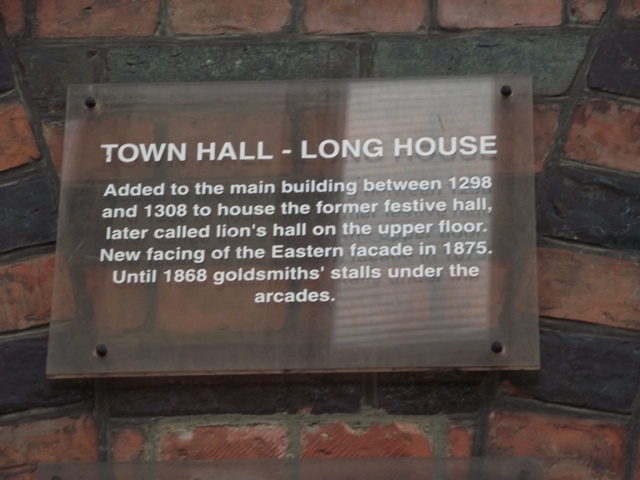 TOWN HALL - LONG HOUSE
Added to the main building between 1298
and 1308 to house the former festive hall,
later called lion's hall on the upper floor.
New facing of the Eastern facade in 1875.
Until 1868 goldsmiths' stalls under the
arcades.